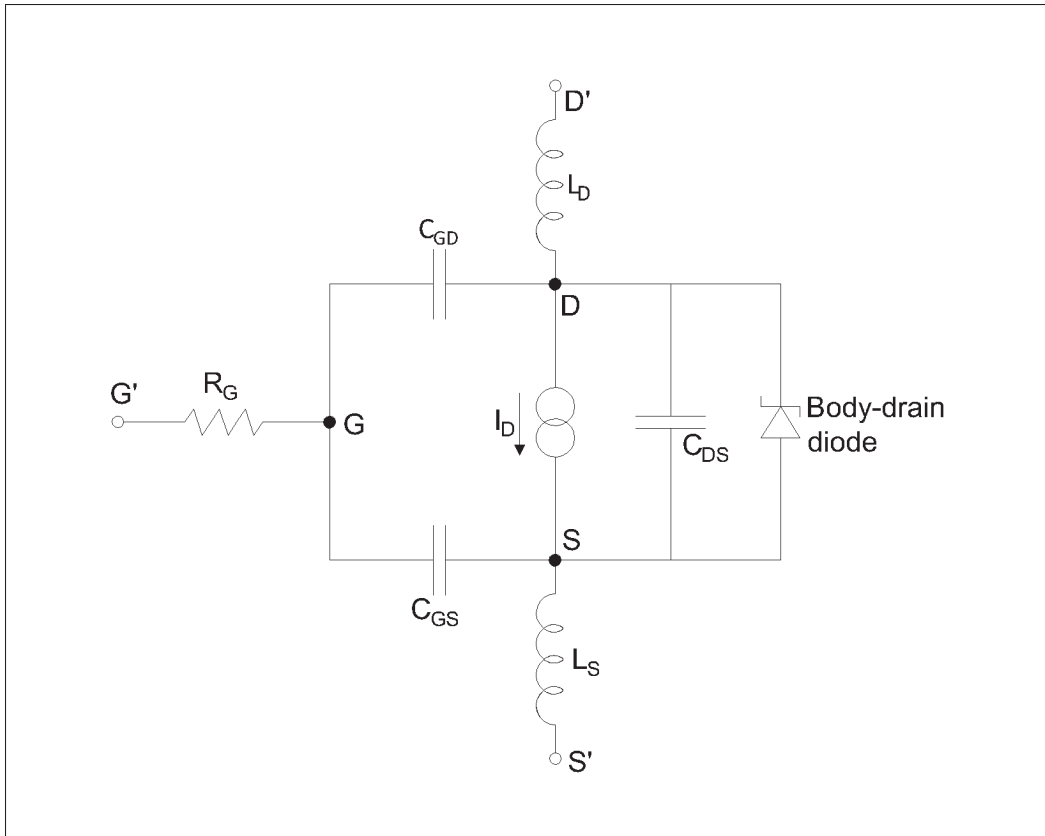 D'
L_D
C_GD
D
G'
R_G
G
I_D
C_DS
Body-drain
diode
S
C_GS
L_S
S'